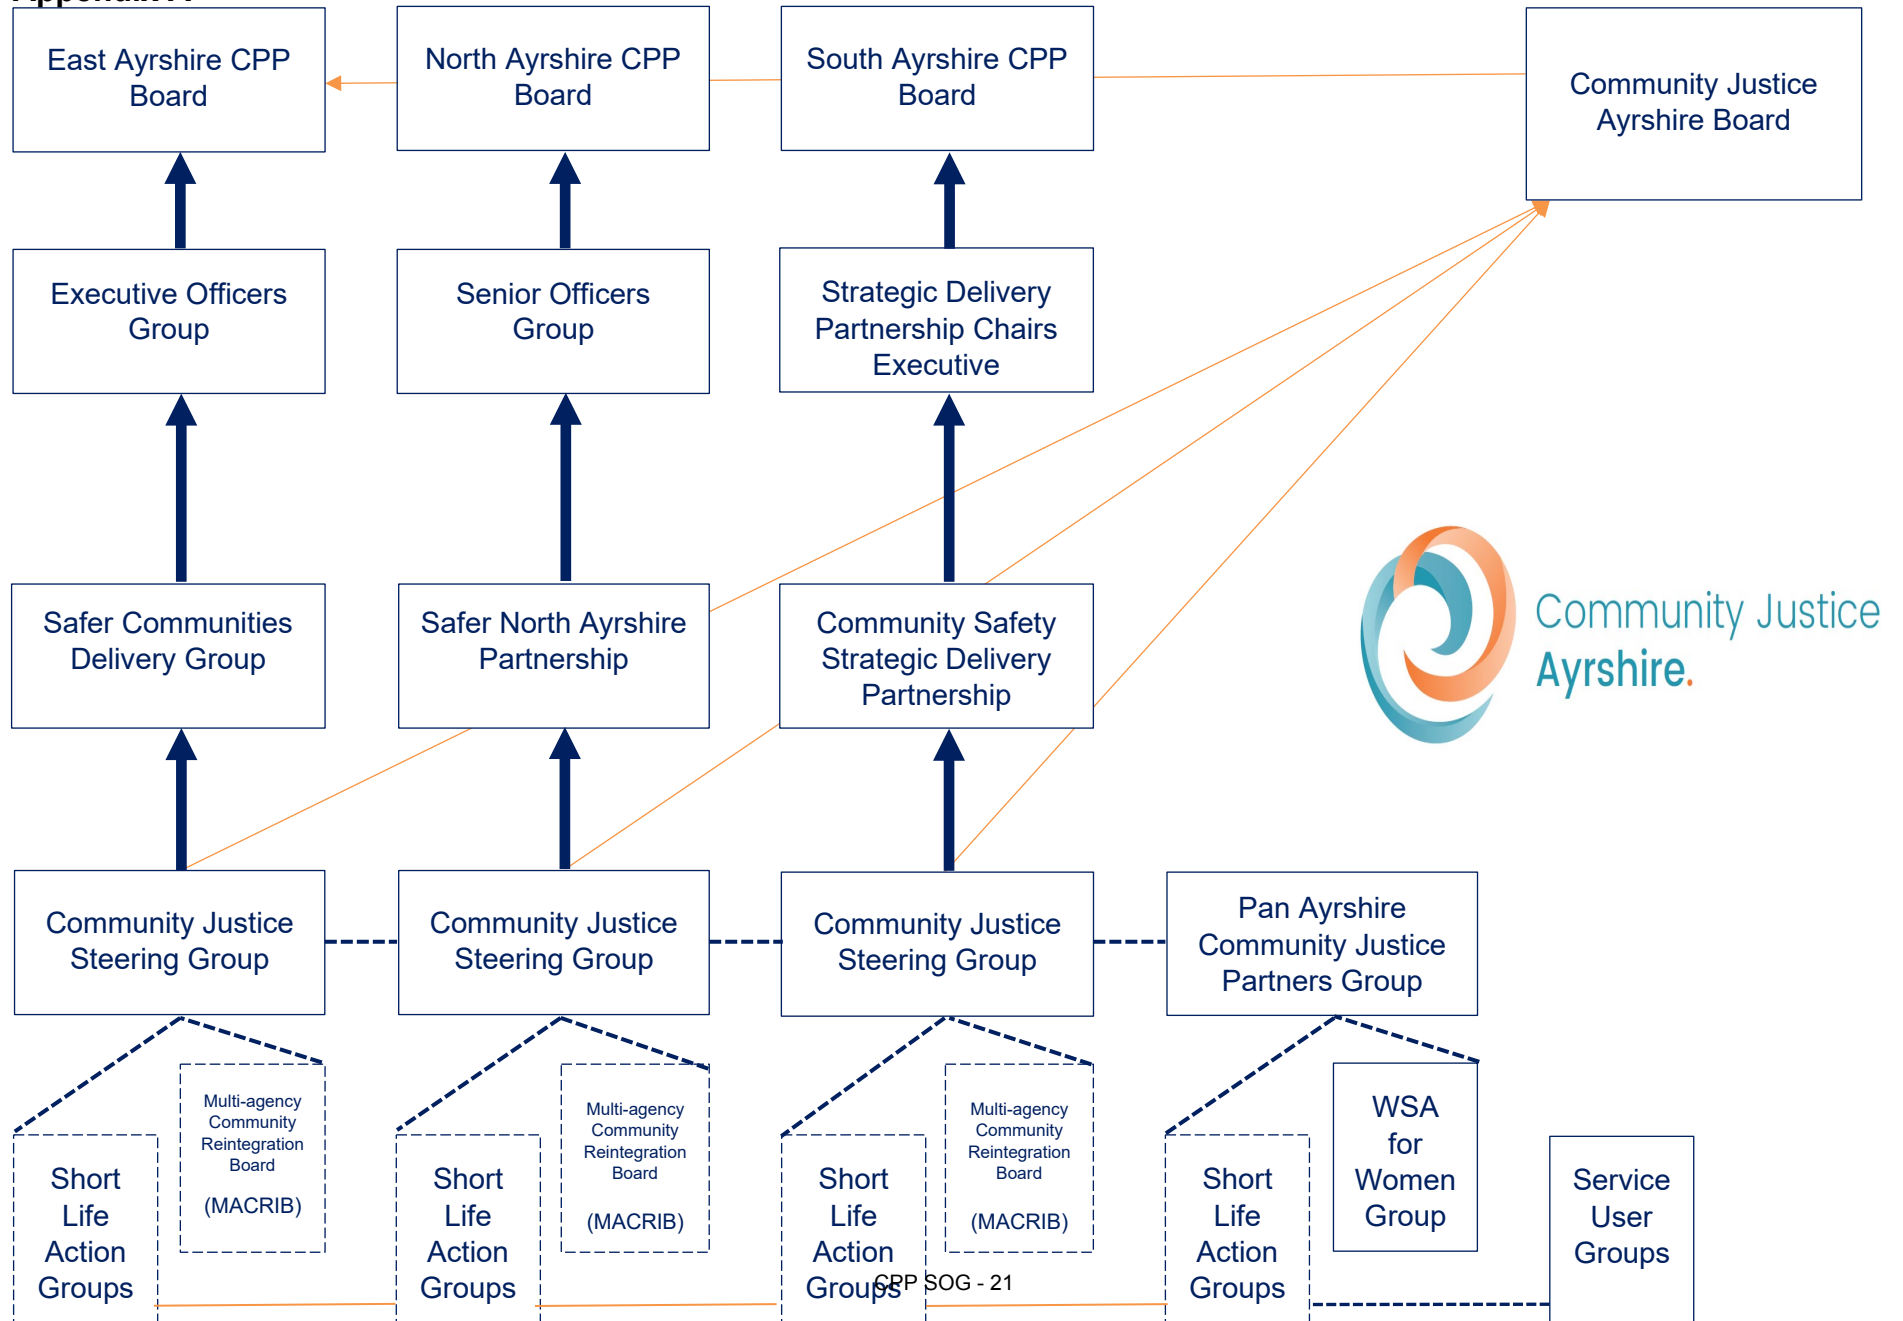 Appendix A
East Ayrshire CPP
Board
North Ayrshire CPP
Board
South Ayrshire CPP
Board
Community Justice
Ayrshire Board
Executive Officers
Group
Senior Officers
Group
Strategic Delivery
Partnership Chairs
Executive
Safer Communities
Delivery Group
Safer North Ayrshire
Partnership
Community Safety
Strategic Delivery
Partnership
Community Justice
Ayrshire.
Community Justice
Steering Group
Community Justice
Steering Group
Community Justice
Steering Group
Pan Ayrshire
Community Justice
Partners Group
Short
Life
Action
Groups
Multi-agency
Community
Reintegration
Board
(MACRIB)
Short
Life
Action
Groups
Multi-agency
Community
Reintegration
Board
(MACRIB)
Short
Life
Action
Groups
Multi-agency
Community
Reintegration
Board
(MACRIB)
Short
Life
Action
Groups
WSA
for
Women
Group
Service
User
Groups
CPP SOG - 21